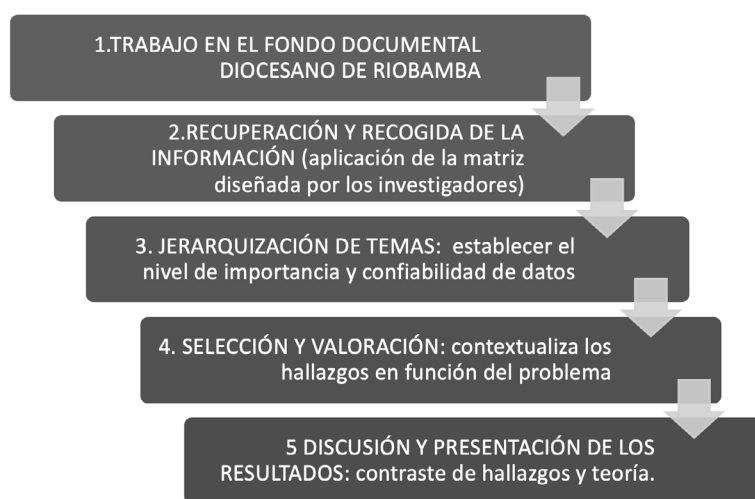 1.TRABAJO EN EL FONDO DOCUMENTAL
DIOCESANO DE RIOBAMBA
2.RECUPERACIÓN Y RECOGIDA DE LA
INFORMACIÓN (aplicación de la matriz
diseñada por los investigadores)
3. JERARQUIZACIÓN DE TEMAS: establecer el
nivel de importancia y confiabilidad de datos
4. SELECCIÓN Y VALORACIÓN: contextualiza los
hallazgos en función del problema
5 DISCUSIÓN Y PRESENTACIÓN DE LOS
RESULTADOS: contraste de hallazgos y teoría.